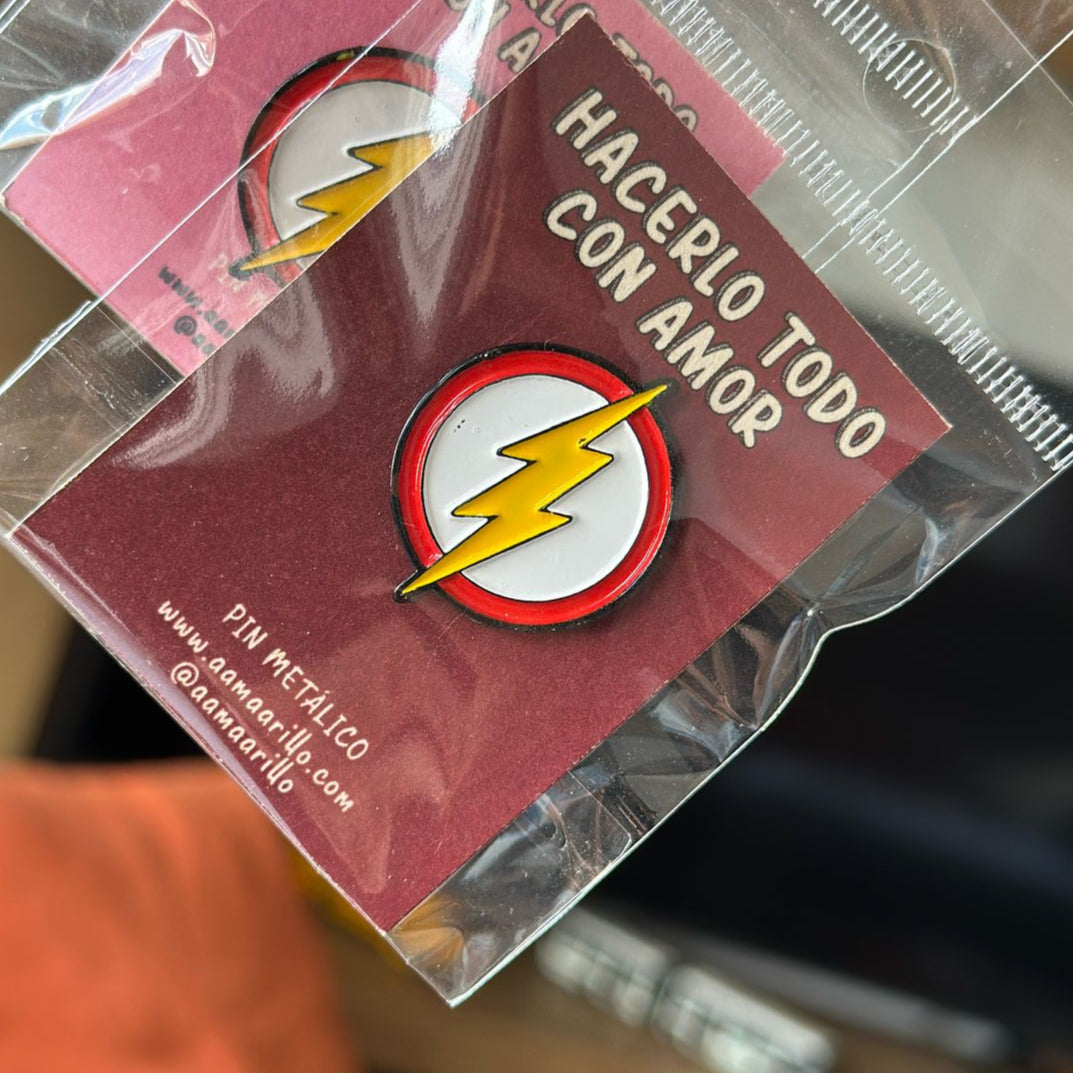 HACERLO TODO
CON AMOR
PIN METÁLICO
www.aamaarillo.com
@aamaarillo